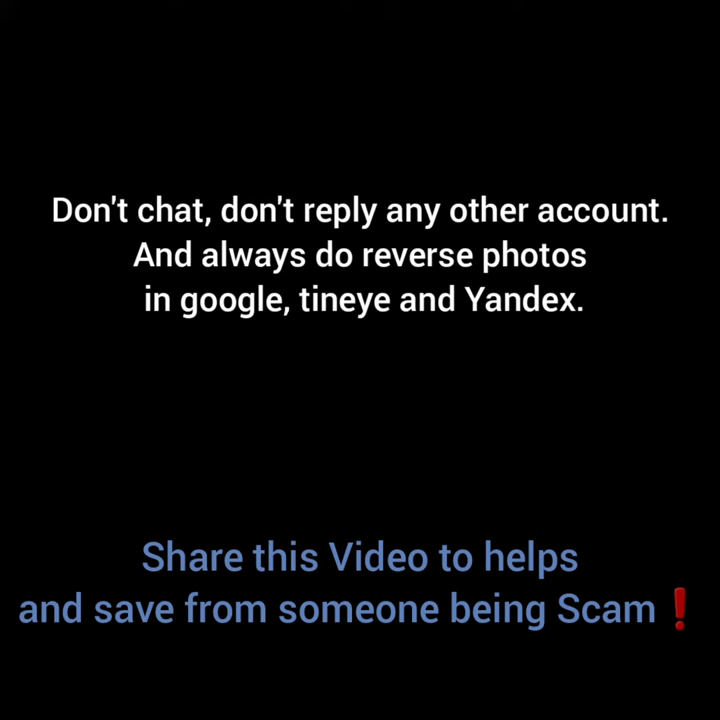 Don't chat, don't reply any other account.
And always do reverse photos
in google, tineye and Yandex.
Share this Video to helps
and save from someone being Scam❗